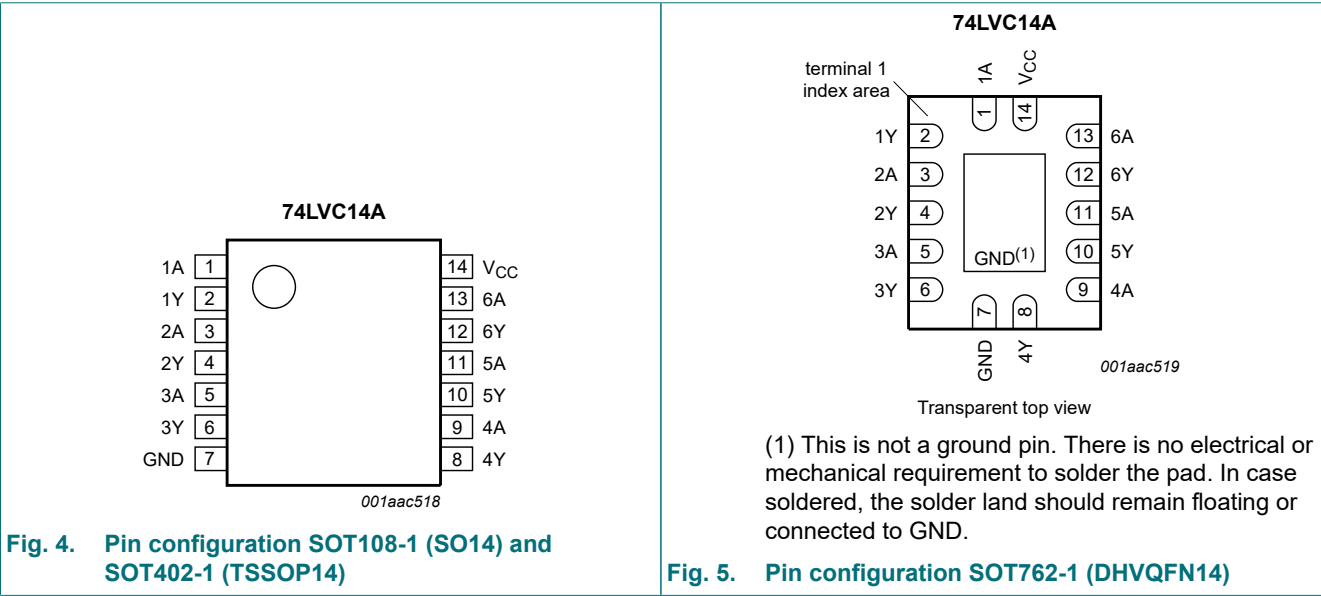 74LVC14A
1A 1 14 VCC
1Y 2 13 6A
2A 3 12 6Y
2Y 4 11 5A
3A 5 10 5Y
3Y 6 9 4A
GND 7 8 4Y
001aac518
Fig. 4. Pin configuration SOT108-1 (SO14) and
SOT402-1 (TSSOP14)
74LVC14A
terminal 1
index area
1A VCC
1 14
1Y 2 13 6A
2A 3 12 6Y
2Y 4 11 5A
3A 5 GND(1) 10 5Y
3Y 6 9 4A
7 8
GND 4Y
001aac519
Transparent top view
(1) This is not a ground pin. There is no electrical or
mechanical requirement to solder the pad. In case
soldered, the solder land should remain floating or
connected to GND.
Fig. 5. Pin configuration SOT762-1 (DHVQFN14)